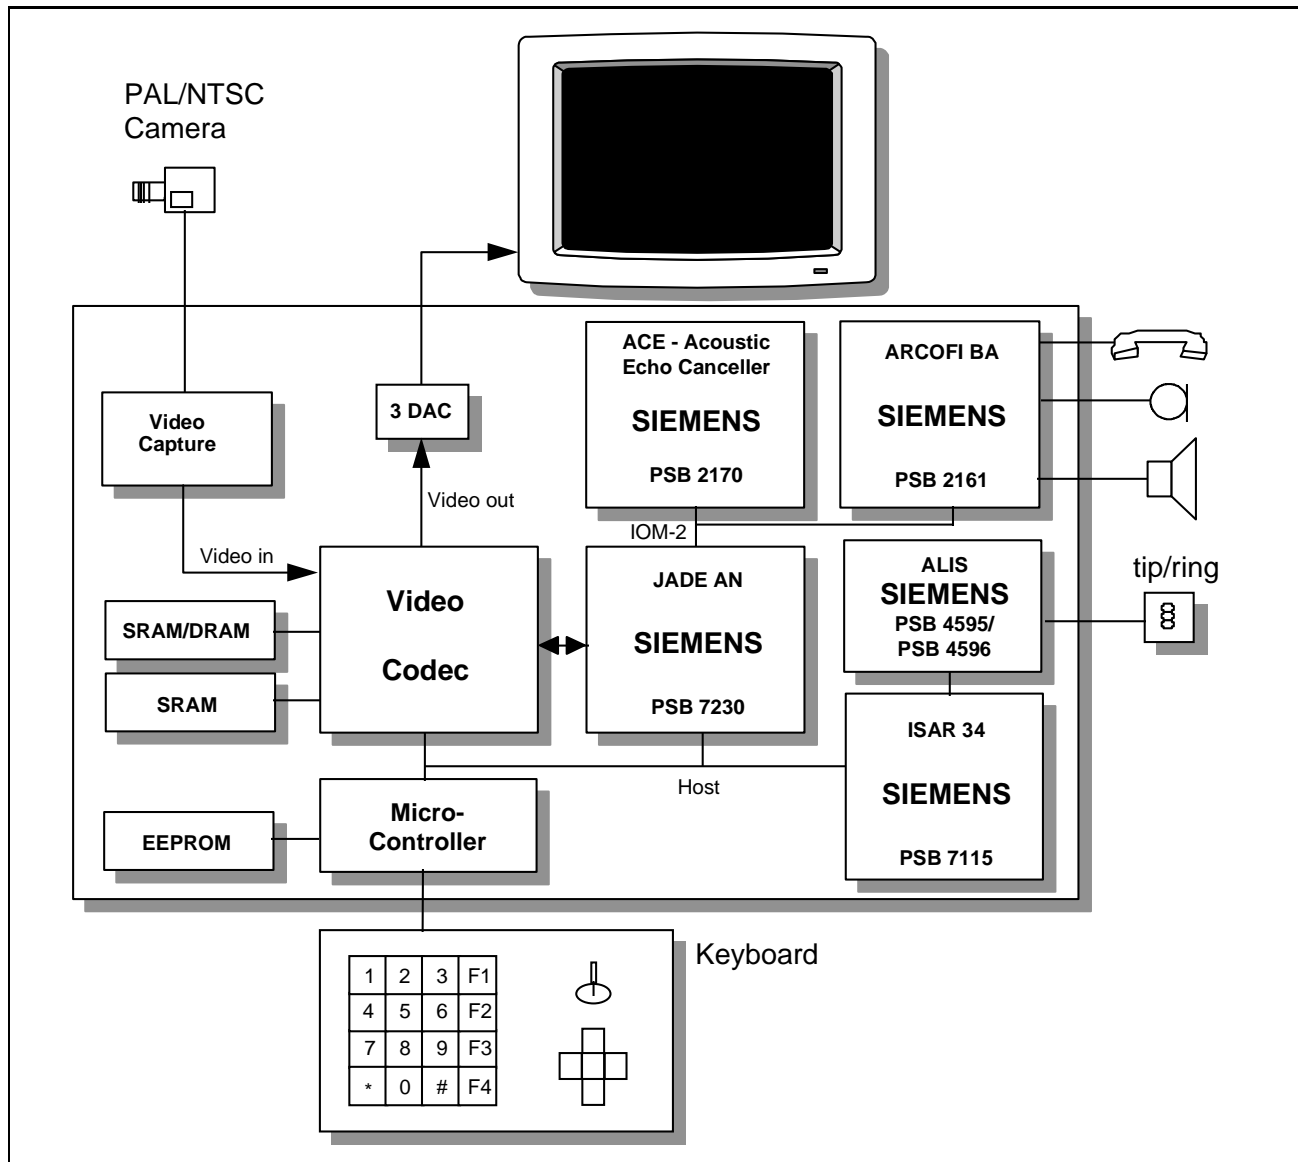 PAL/NTSC
Camera
ACE - Acoustic
Echo Canceller
SIEMENS
PSB 2170
ARCOFI BA
SIEMENS
PSB 2161
3 DAC
Video
Capture
Video out
IOM-2
Video in
Video
Codec
JADE AN
SIEMENS
PSB 7230
ALIS
SIEMENS
PSB 4595/
PSB 4596
tip/ring
SRAM/DRAM
SRAM
ISAR 34
SIEMENS
PSB 7115
Host
Micro-
Controller
EEPROM
Keyboard
1 2 3 F1
4 5 6 F2
7 8 9 F3
* 0 # F4